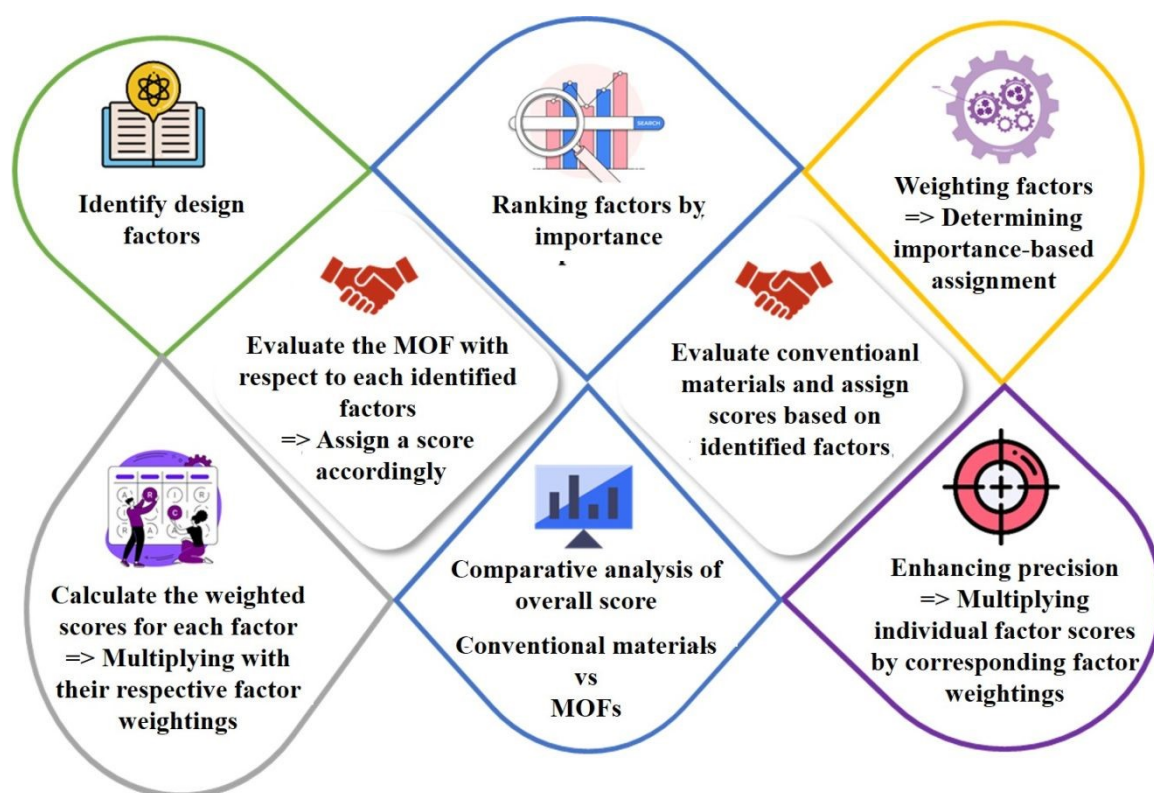 Identify design
factors
SEARCH
Ranking factors by
importance
Weighting factors
=> Determining
importance-based
assignment
Evaluate the MOF with
respect to each identified
factors
=> Assign a score
accordingly
Evaluate conventioanl
materials and assign
scores based on
identified factors
A R I R
C
R A A
Calculate the weighted
scores for each factor
=> Multiplying with
their respective factor
weightings
Comparative analysis of
overall score
Conventional materials
vs
MOFs
Enhancing precision
=> Multiplying
individual factor scores
by corresponding factor
weightings